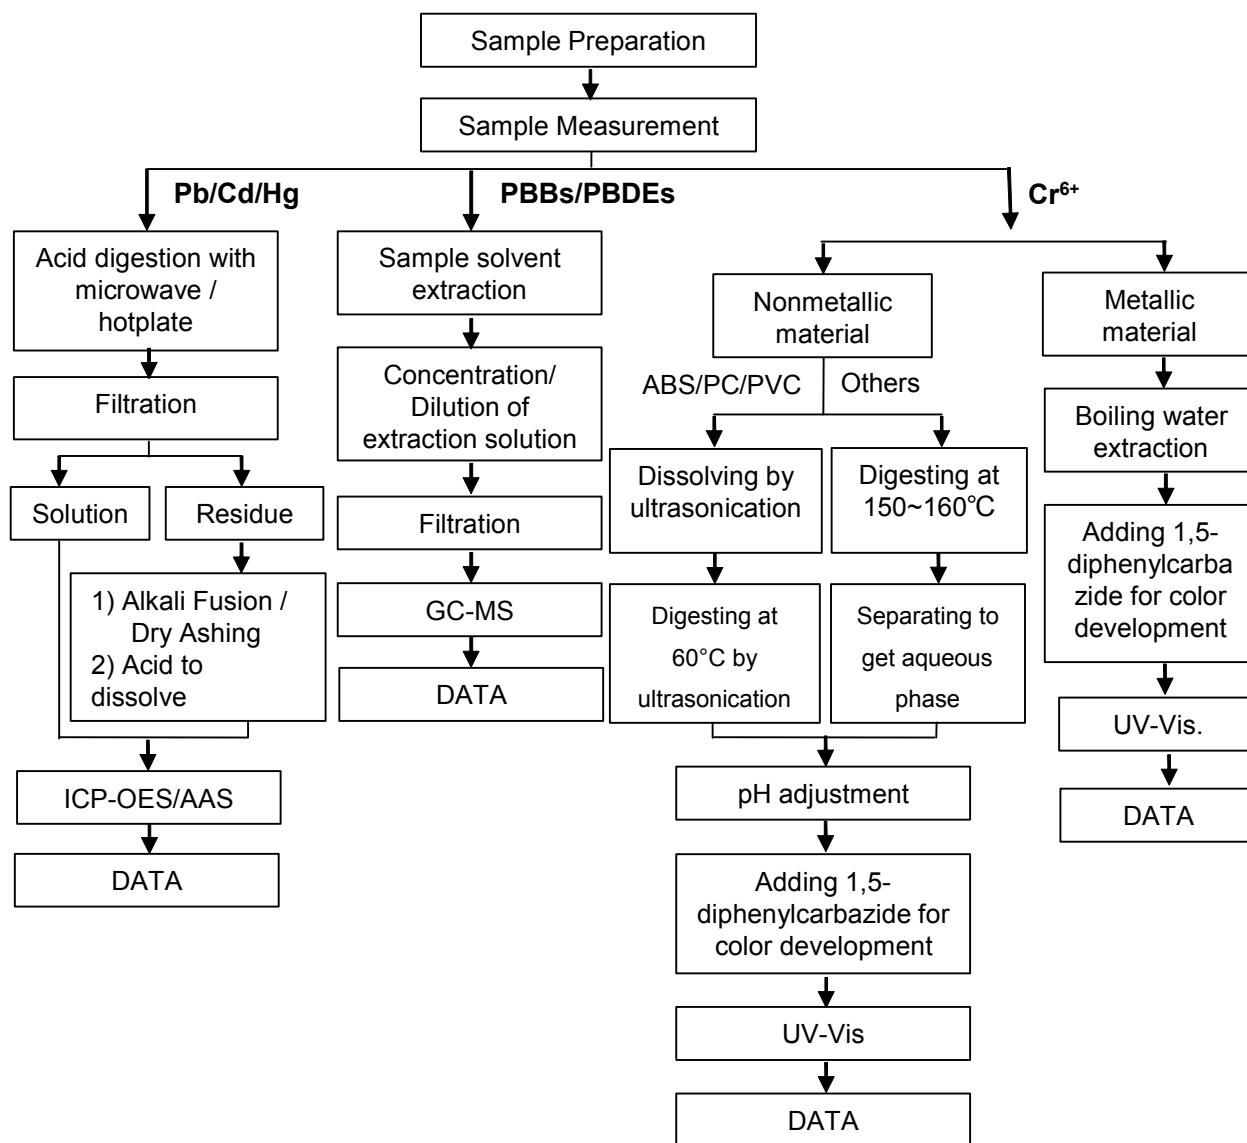 Sample Preparation
Sample Measurement
Pb/Cd/Hg
PBBs/PBDEs
Cr⁶⁺
Acid digestion with
microwave /
hotplate
Filtration
Solution
Residue
1) Alkali Fusion /
Dry Ashing
2) Acid to
dissolve
ICP-OES/AAS
DATA
Sample solvent
extraction
Concentration/
Dilution of
extraction solution
Filtration
GC-MS
DATA
Nonmetallic
material
ABS/PC/PVC
Others
Dissolving by
ultrasonication
Digesting at
60°C by
ultrasonication
Digesting at
150~160℃
Separating to
get aqueous
phase
pH adjustment
Adding 1,5-
diphenylcarbazide for
color development
UV-Vis
DATA
Metallic
material
Boiling water
extraction
Adding 1,5-
diphenylcarba
zide for color
development
UV-Vis.
DATA